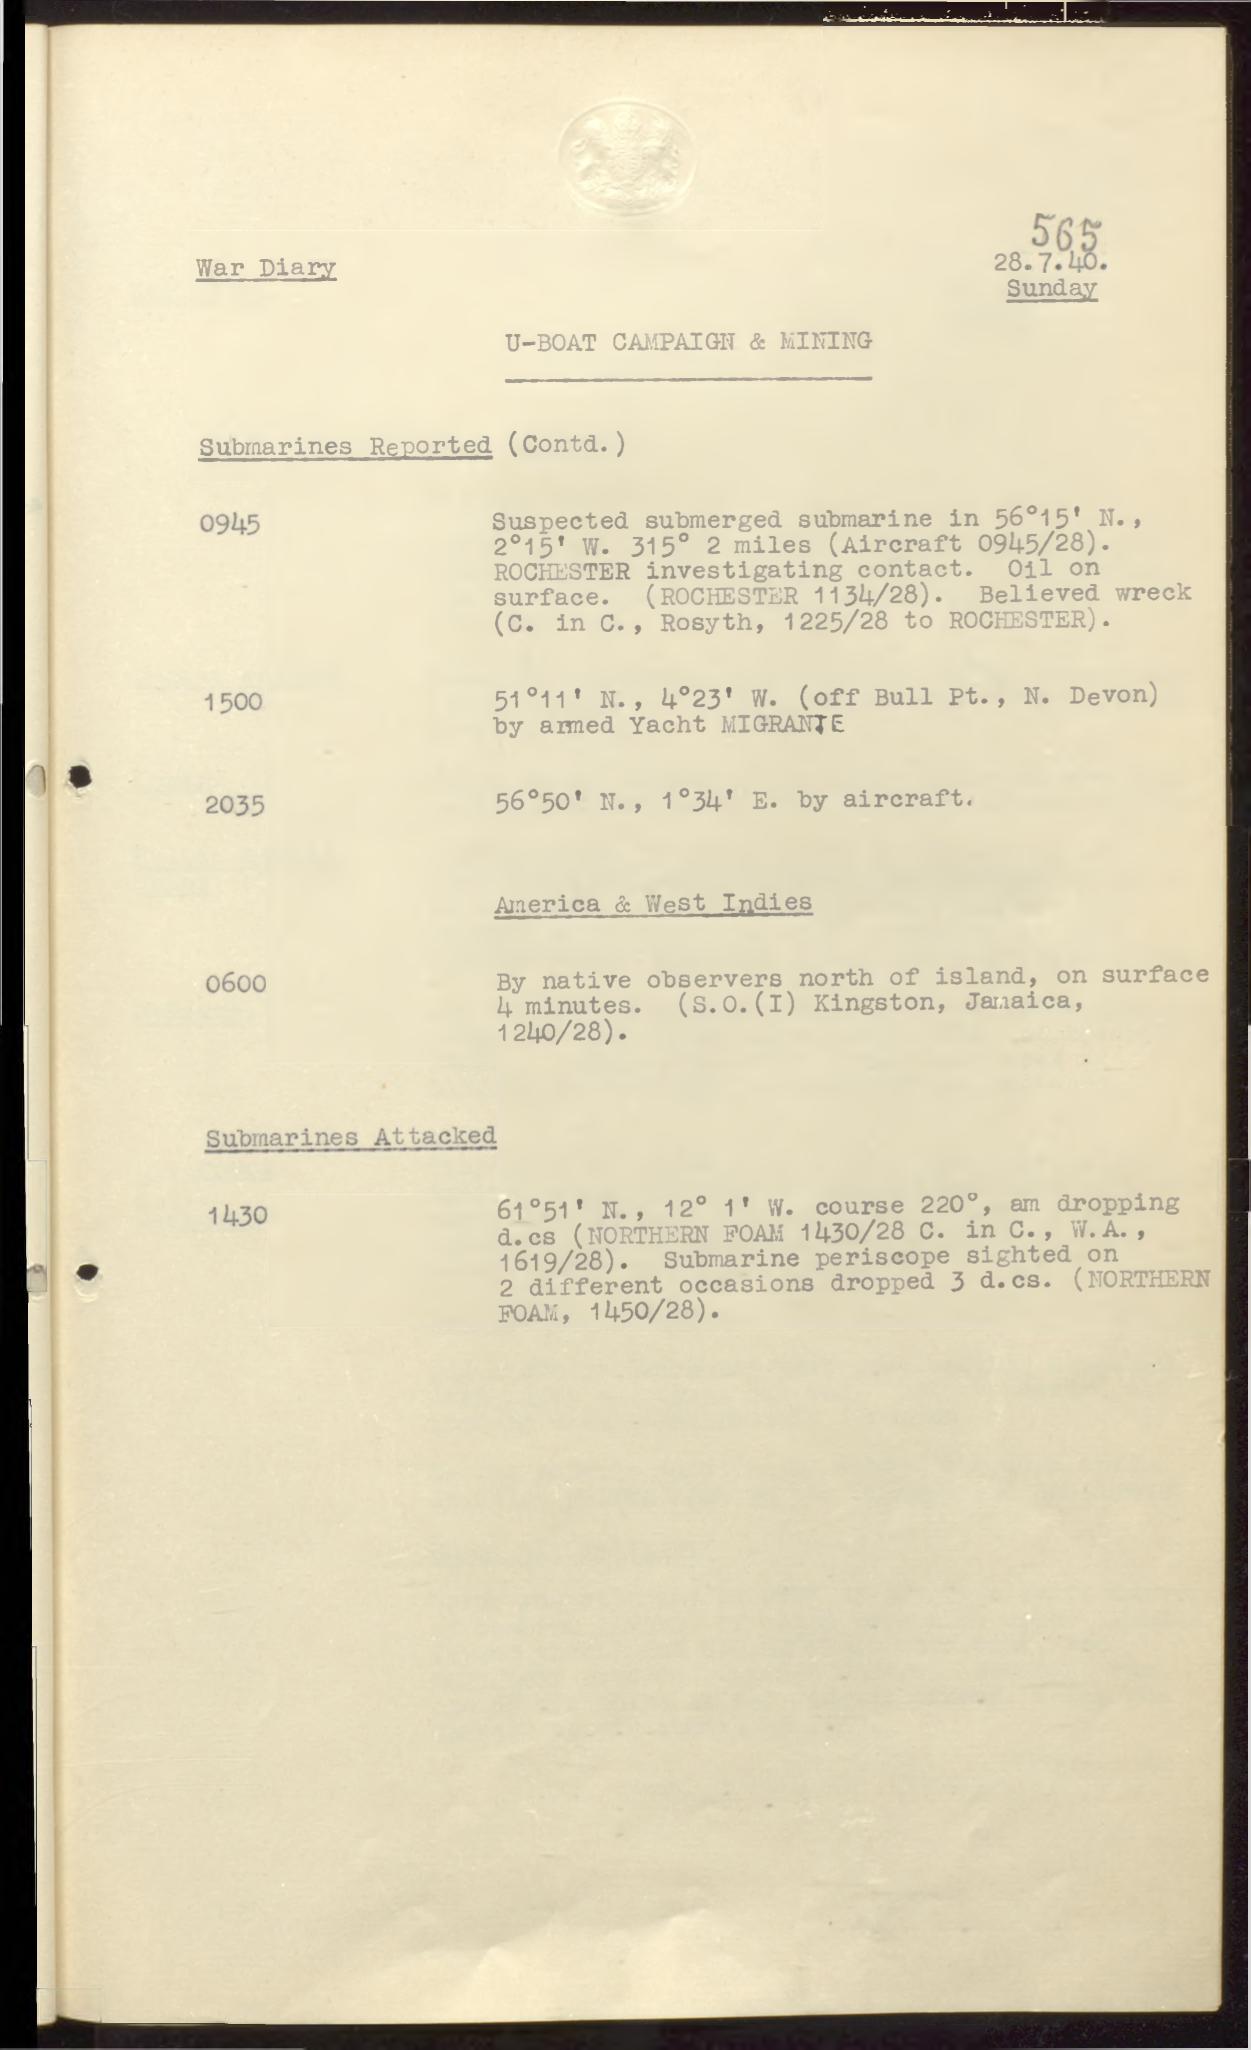 565
War Diary
28.7.40.
Sunday
U-BOAT CAMPAIGN & MINING
Submarines Reported (Contd.)
0945
Suspected submerged submarine in 56°15' N.,
2°15' W. 315° 2 miles (Aircraft 0945/28).
ROCHESTER investigating contact. Oil on
surface. (ROCHESTER 1134/28). Believed wreck
(C. in C., Rosyth, 1225/28 to ROCHESTER).
1500
51°11' N., 4°23' W. (off Bull Pt., N. Devon)
by armed Yacht MIGRANTE
2035
56°50' N., 1°34' E. by aircraft.
America & West Indies
0600
By native observers north of island, on surface
4 minutes. (S.O.(I) Kingston, Jamaica,
1240/28).
Submarines Attacked
1430
61°51' N., 12° 1' W. course 220°, am dropping
d.cs (NORTHERN FOAM 1430/28 C. in C., W.A.,
1619/28). Submarine periscope sighted on
2 different occasions dropped 3 d.cs. (NORTHERN
FOAM, 1450/28).